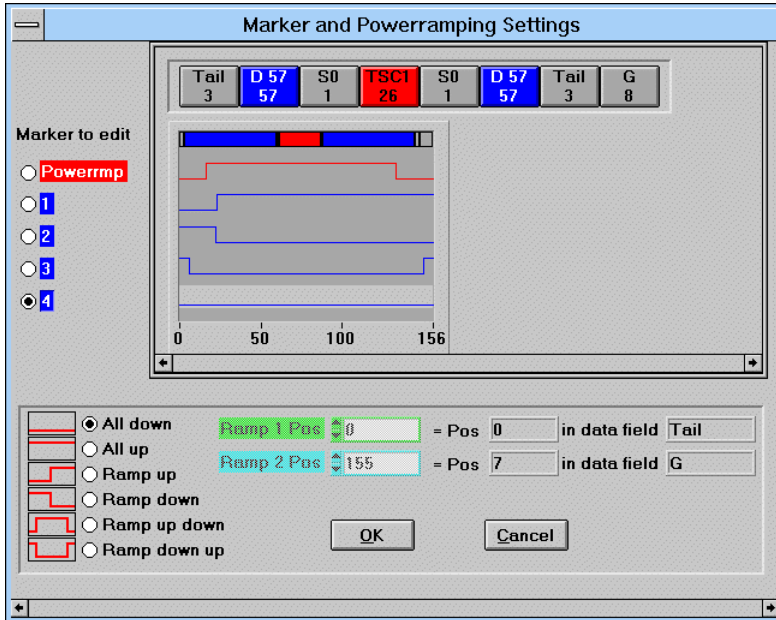 Marker and Powerramping Settings
Tail D 57 S0 TSC1 S0 D 57 Tail G
3 57 1 26 1 57 3 8
Marker to edit
Powerrmp
1
2
3
4
0 50 100 156
All down Ramp 1 Pos 0 = Pos 0 in data field Tail
All up
Ramp 2 Pos 155 = Pos 7 in data field G
Ramp up
Ramp down
Ramp up down
Ramp down up
OK Cancel